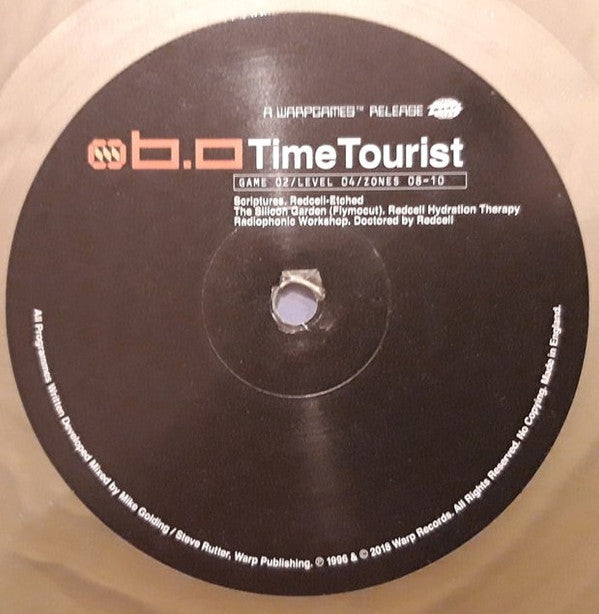 A WARPGAMES™ RELEASE
b.o TimeTourist
GAME 02/LEVEL 04/ZONES 08-10
Scriptures. Redcell-Etched
The Silicon Garden (Flymocut). Redcell Hydration Therapy
Radiophonic Workshop. Doctored by Redcell
All Programmes Written Developed Mixed by Mike Golding / Steve Rutter, Warp Publishing. ℗ 1996 & © 2018 Warp Records. All Rights Reserved. No Copying. Made in England.